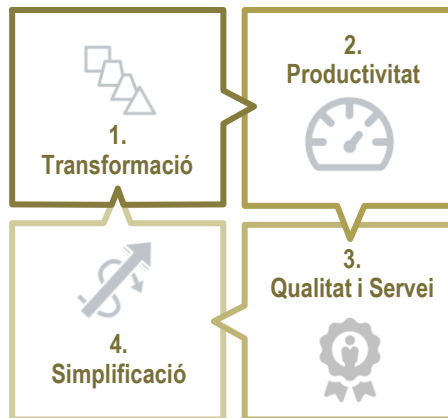 1.
Transformació
2.
Productivitat
3.
Qualitat i Servei
4.
Simplificació